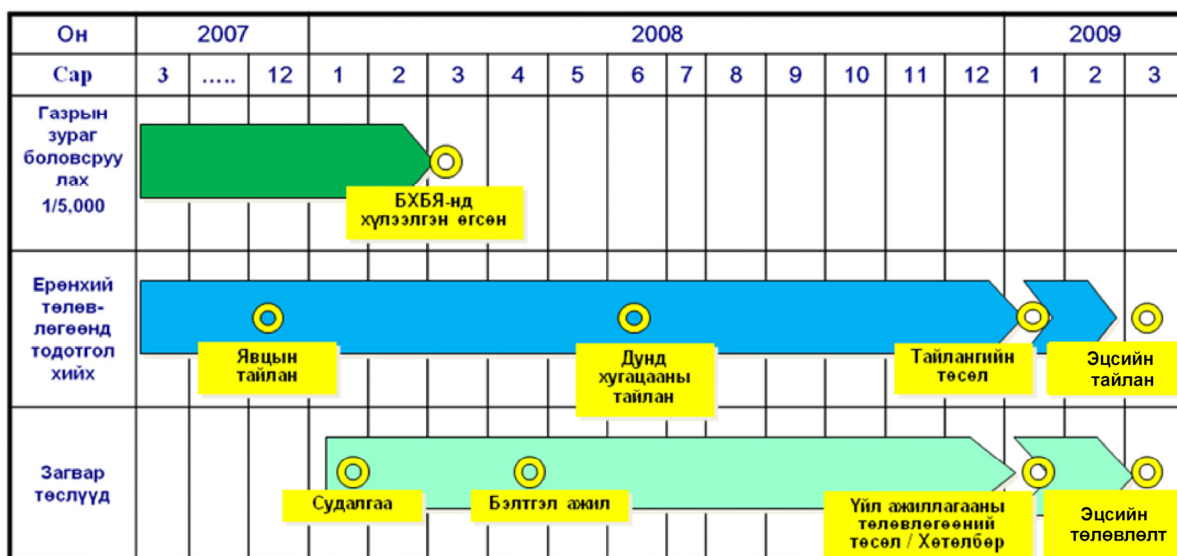 Он 2007 2008 2009
Сар 3 ..... 12 1 2 3 4 5 6 7 8 9 10 11 12 1 2 3
Газрын
зураг
боловсруу
лах
1/5,000
БХБЯ-нд
хүлээлгэн өгсөн
Ерөнхий
төлөв-
лөгөөнд
тодотгол
хийх
Явцын
тайлан
Дунд
хугацааны
тайлан
Тайлангийн
төсөл
Эцсийн
тайлан
Загвар
төслүүд
Судалгаа
Бэлтгэл ажил
Үйл ажиллагааны
төлөвлөгөөний
төсөл / Хөтөлбөр
Эцсийн
төлөвлөлт